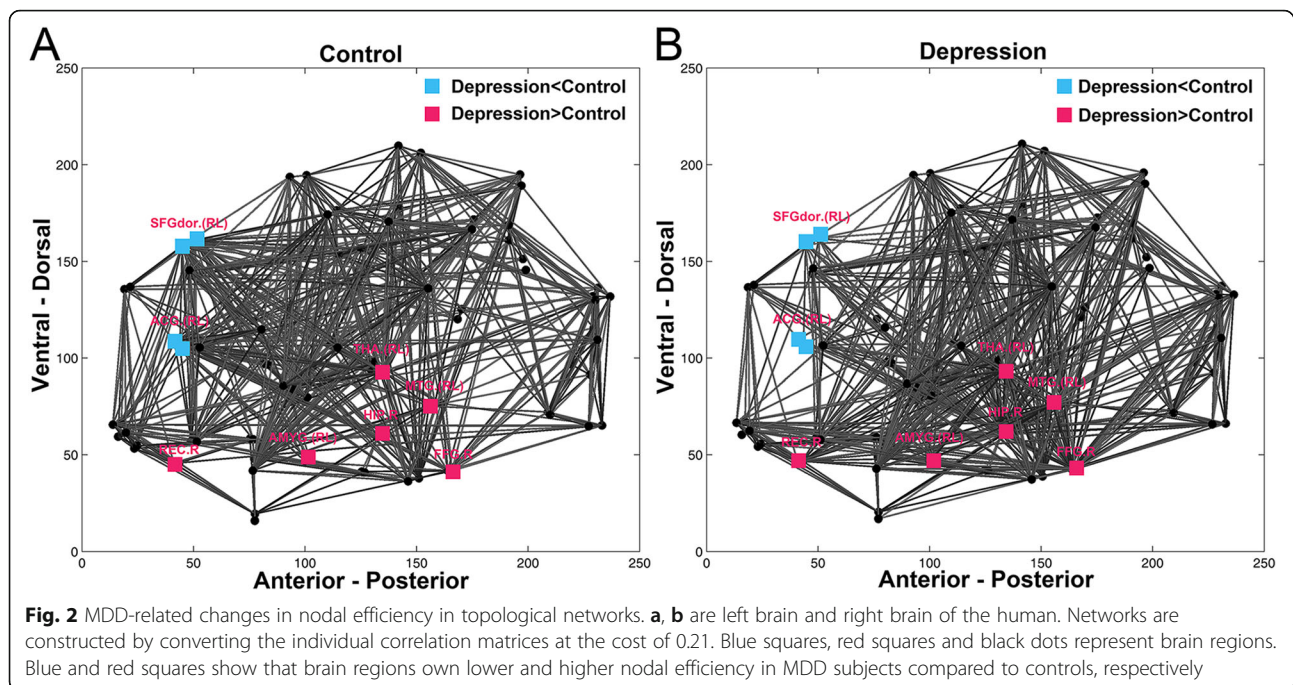 A
Control
250
200
150
100
50
0
Ventral - Dorsal
Depression<Control
Depression>Control
SFGdor.(RL)
ACG.(RL)
THA.(RL)
MTG.(RL)
HIP.R
AMYG.(RL)
REC.R
FFG.R
0 50 100 150 200 250
Anterior - Posterior
B
Depression
250
200
150
100
50
0
Ventral - Dorsal
Depression<Control
Depression>Control
SFGdor.(RL)
ACG.(RL)
THA.(RL)
MTG.(RL)
HIP.R
AMYG.(RL)
REC.R
FFG.R
0 50 100 150 200 250
Anterior - Posterior
Fig. 2 MDD-related changes in nodal efficiency in topological networks. a, b are left brain and right brain of the human. Networks are
constructed by converting the individual correlation matrices at the cost of 0.21. Blue squares, red squares and black dots represent brain regions.
Blue and red squares show that brain regions own lower and higher nodal efficiency in MDD subjects compared to controls, respectively